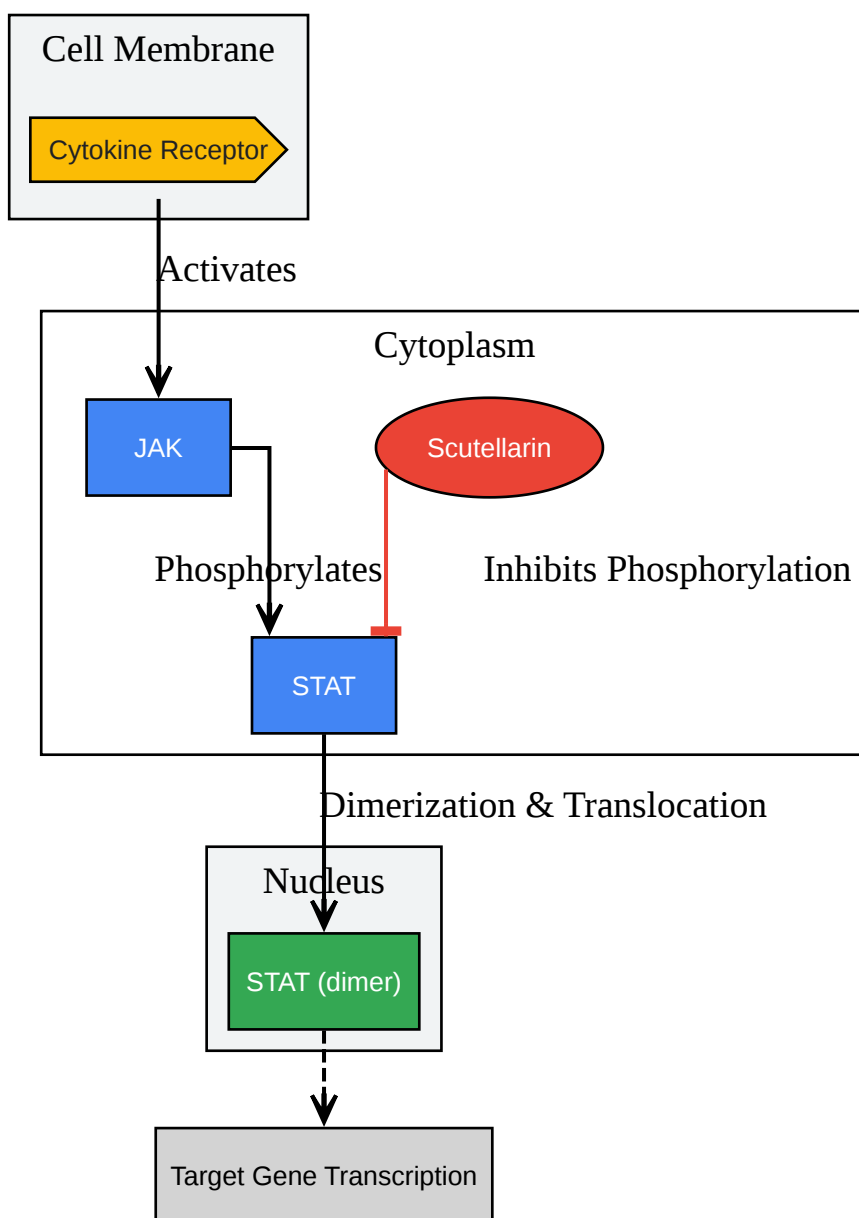 Cell Membrane
Cytokine Receptor
Activates
Cytoplasm
JAK
Scutellarin
Phosphorylates
Inhibits Phosphorylation
STAT
Dimerization & Translocation
Nucleus
STAT (dimer)
Target Gene Transcription